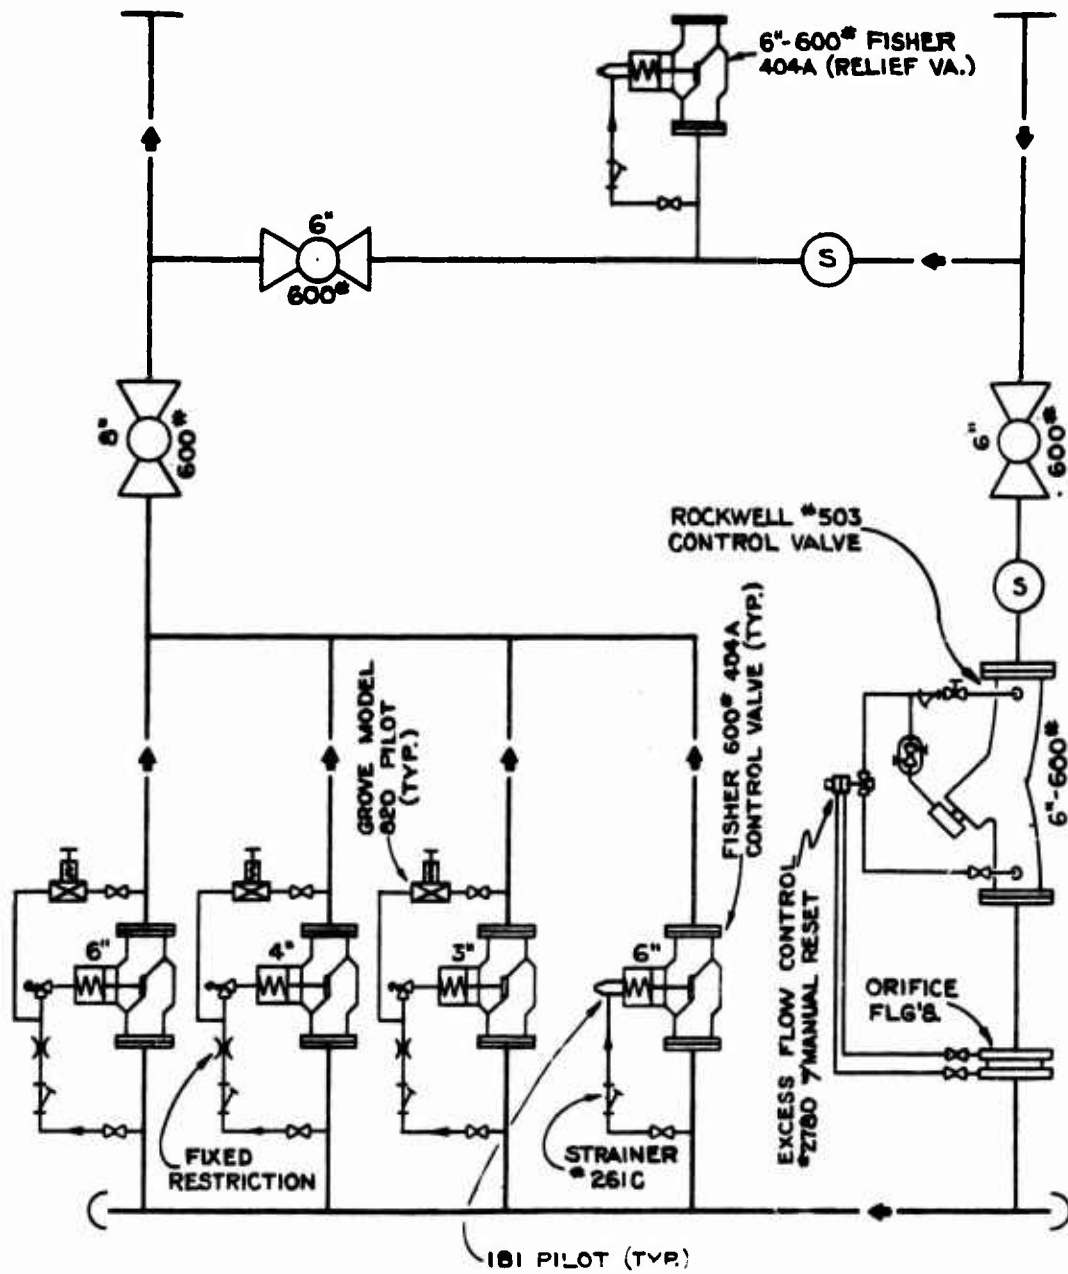 6"-600# FISHER
404A (RELIEF VA.)
6"
600#
S
8"
600#
6"
600#
ROCKWELL #503
CONTROL VALVE
S
GROVE MODEL
820 PILOT
(TYP.)
FISHER 600# 404A
CONTROL VALVE (TYP.)
6"-600#
6"
4"
3"
6"
EXCESS FLOW CONTROL
#2780 W/MANUAL RESET
ORIFICE
FLG'S.
FIXED
RESTRICTION
STRAINER
#261C
181 PILOT (TYP.)